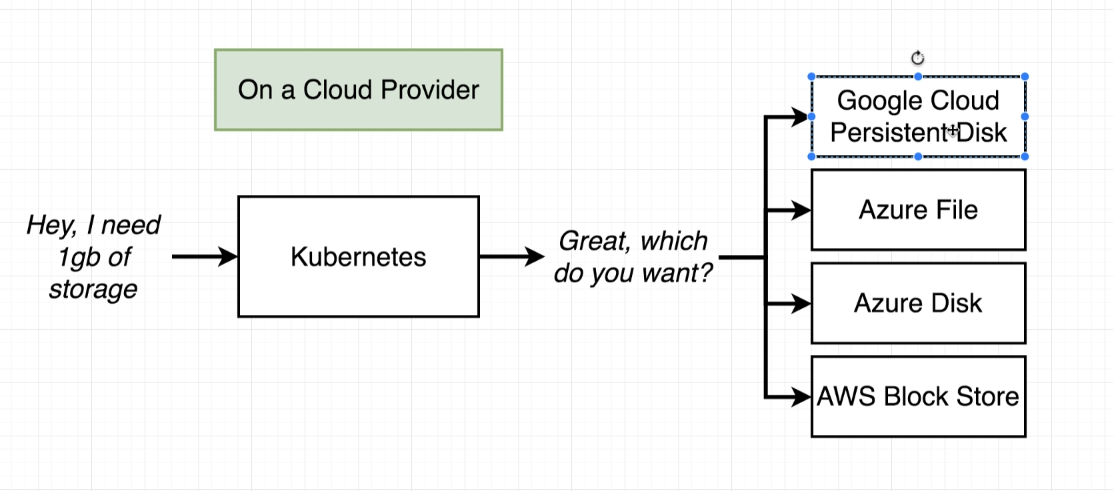 On a Cloud Provider
Hey, I need
1gb of
storage
Kubernetes
Great, which
do you want?
Google Cloud
Persistent Disk
Azure File
Azure Disk
AWS Block Store